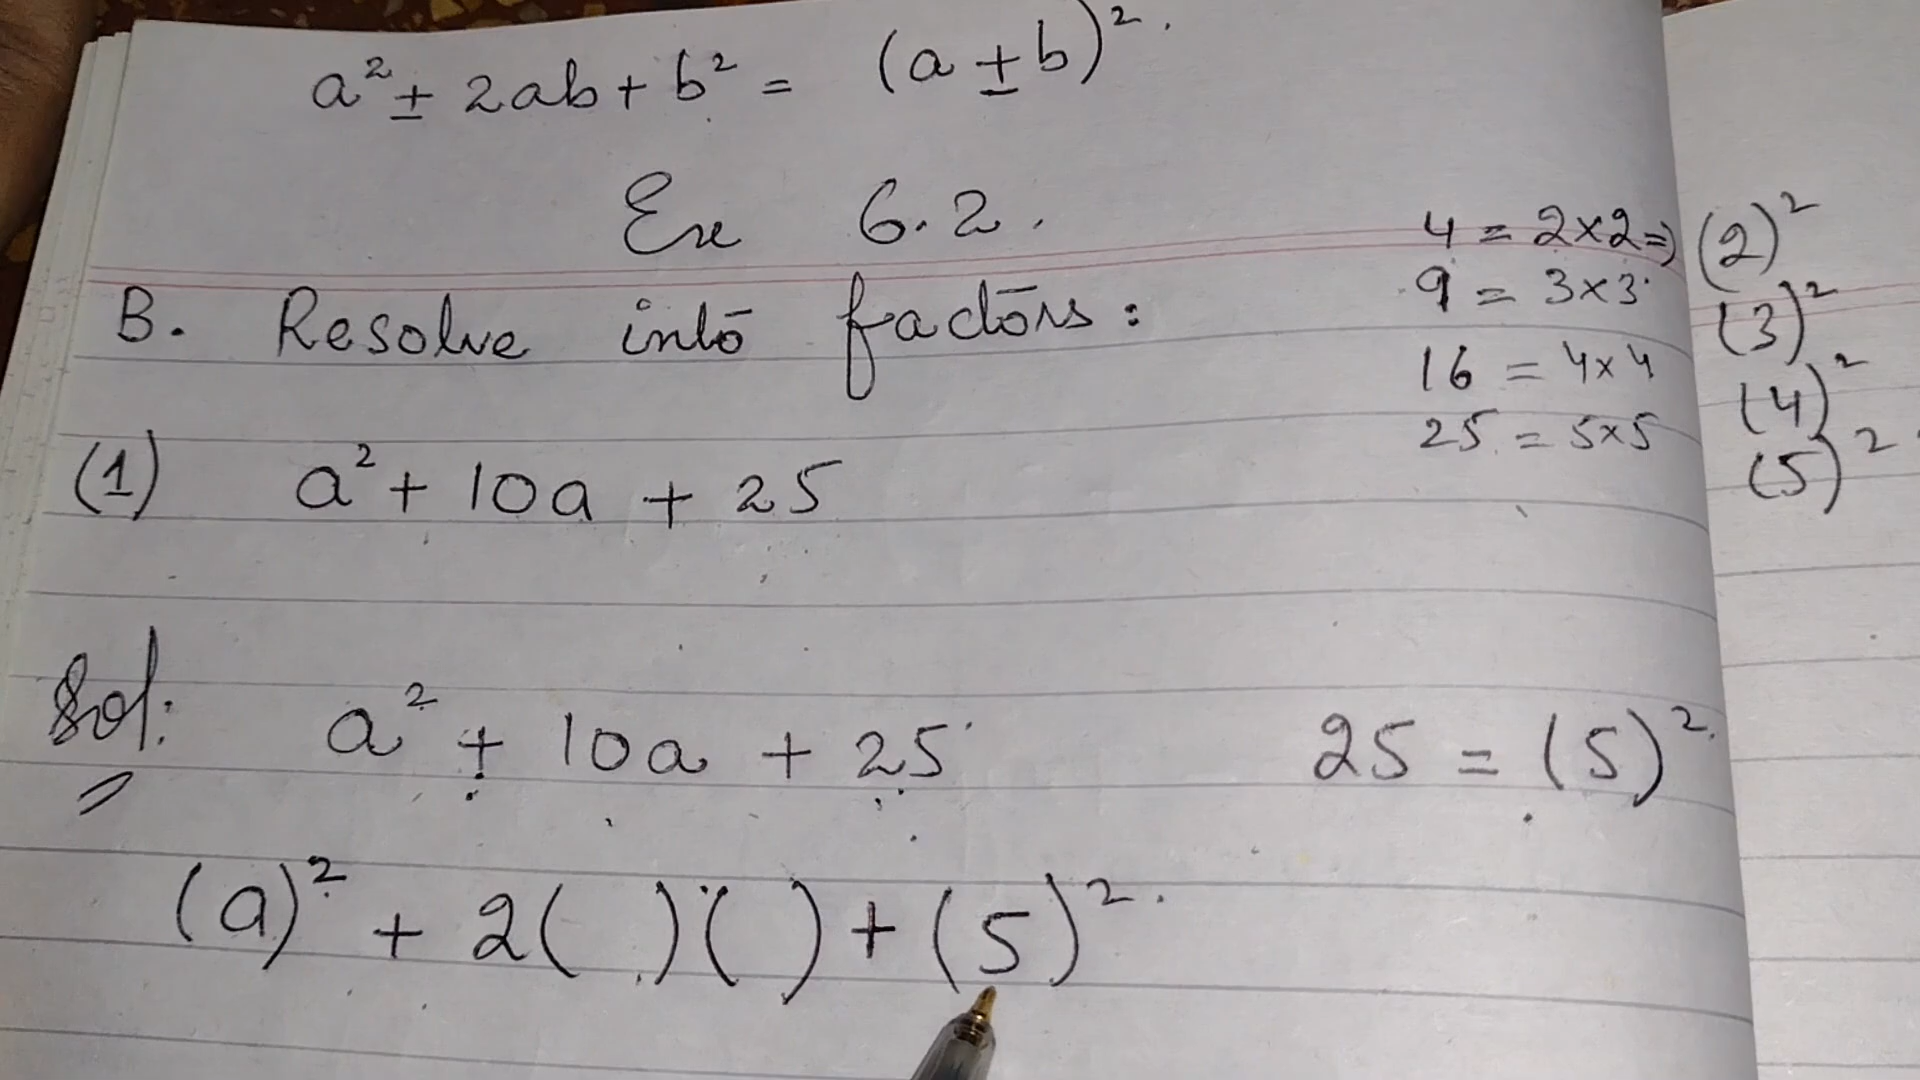 a² ± 2ab + b² = (a ± b)².
Exe 6.2.
4 = 2×2 ⇒ (2)²
9 = 3×3 (3)²
16 = 4×4 (4)²
25 = 5×5 (5)²
B. Resolve into factors:
(1) a² + 10a + 25
Sol: a² + 10a + 25 25 = (5)².
(a)² + 2( )( ) + (5)².